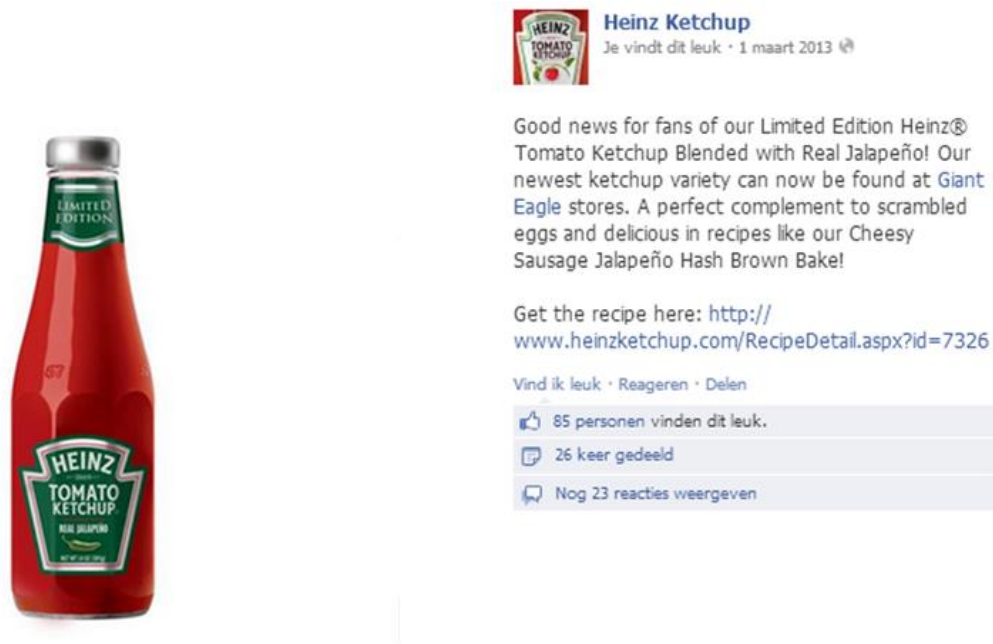 LIMITED
EDITION
57
HEINZ
TOMATO
KETCHUP
REAL JALAPEÑO
Heinz Ketchup
Je vindt dit leuk · 1 maart 2013
HEINZ
TOMATO
KETCHUP
Good news for fans of our Limited Edition Heinz®
Tomato Ketchup Blended with Real Jalapeño! Our
newest ketchup variety can now be found at Giant
Eagle stores. A perfect complement to scrambled
eggs and delicious in recipes like our Cheesy
Sausage Jalapeño Hash Brown Bake!
Get the recipe here: http://
www.heinzketchup.com/RecipeDetail.aspx?id=7326
Vind ik leuk · Reageren · Delen
85 personen vinden dit leuk.
26 keer gedeeld
Nog 23 reacties weergeven